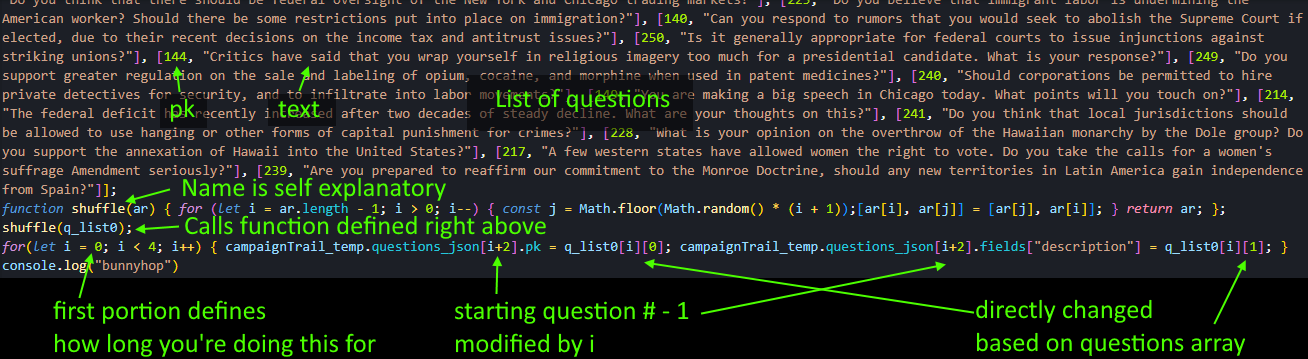 "Do you think that there should be federal oversight of the New York and Chicago trading markets?"], [225, "Do you believe that immigrant labor is undermining the
American worker? Should there be some restrictions put into place on immigration?"], [140, "Can you respond to rumors that you would seek to abolish the Supreme Court if
elected, due to their recent decisions on the income tax and antitrust issues?"], [250, "Is it generally appropriate for federal courts to issue injunctions against
striking unions?"], [144, "Critics have said that you wrap yourself in religious imagery too much for a presidential candidate. What is your response?"], [249, "Do you
support greater regulation on the sale and labeling of opium, cocaine, and morphine when used in patent medicines?"], [240, "Should corporations be permitted to hire
private detectives for security, and to infiltrate into labor movements?"], "You are making a big speech in Chicago today. What points will you touch on?"], [214,
pk
text
List of questions
"The federal deficit has recently increased after two decades of steady decline. What are your thoughts on this?"], [241, "Do you think that local jurisdictions should
be allowed to use hanging or other forms of capital punishment for crimes?"], [228, "What is your opinion on the overthrow of the Hawaiian monarchy by the Dole group? Do
you support the annexation of Hawaii into the United States?"], [217, "A few western states have allowed women the right to vote. Do you take the calls for a women's
suffrage Amendment seriously?"], [239, "Are you prepared to reaffirm our commitment to the Monroe Doctrine, should any new territories in Latin America gain independence
from Spain?"]];
Name is self explanatory
function shuffle(ar) { for (let i = ar.length - 1; i > 0; i--) { const j = Math.floor(Math.random() * (i + 1));[ar[i], ar[j]] = [ar[j], ar[i]]; } return ar; };
shuffle(q_list0);
Calls function defined right above
for(let i = 0; i < 4; i++) { campaignTrail_temp.questions_json[i+2].pk = q_list0[i][0]; campaignTrail_temp.questions_json[i+2].fields["description"] = q_list0[i][1]; }
console.log("bunnyhop")
first portion defines
how long you're doing this for
starting question # - 1
modified by i
directly changed
based on questions array